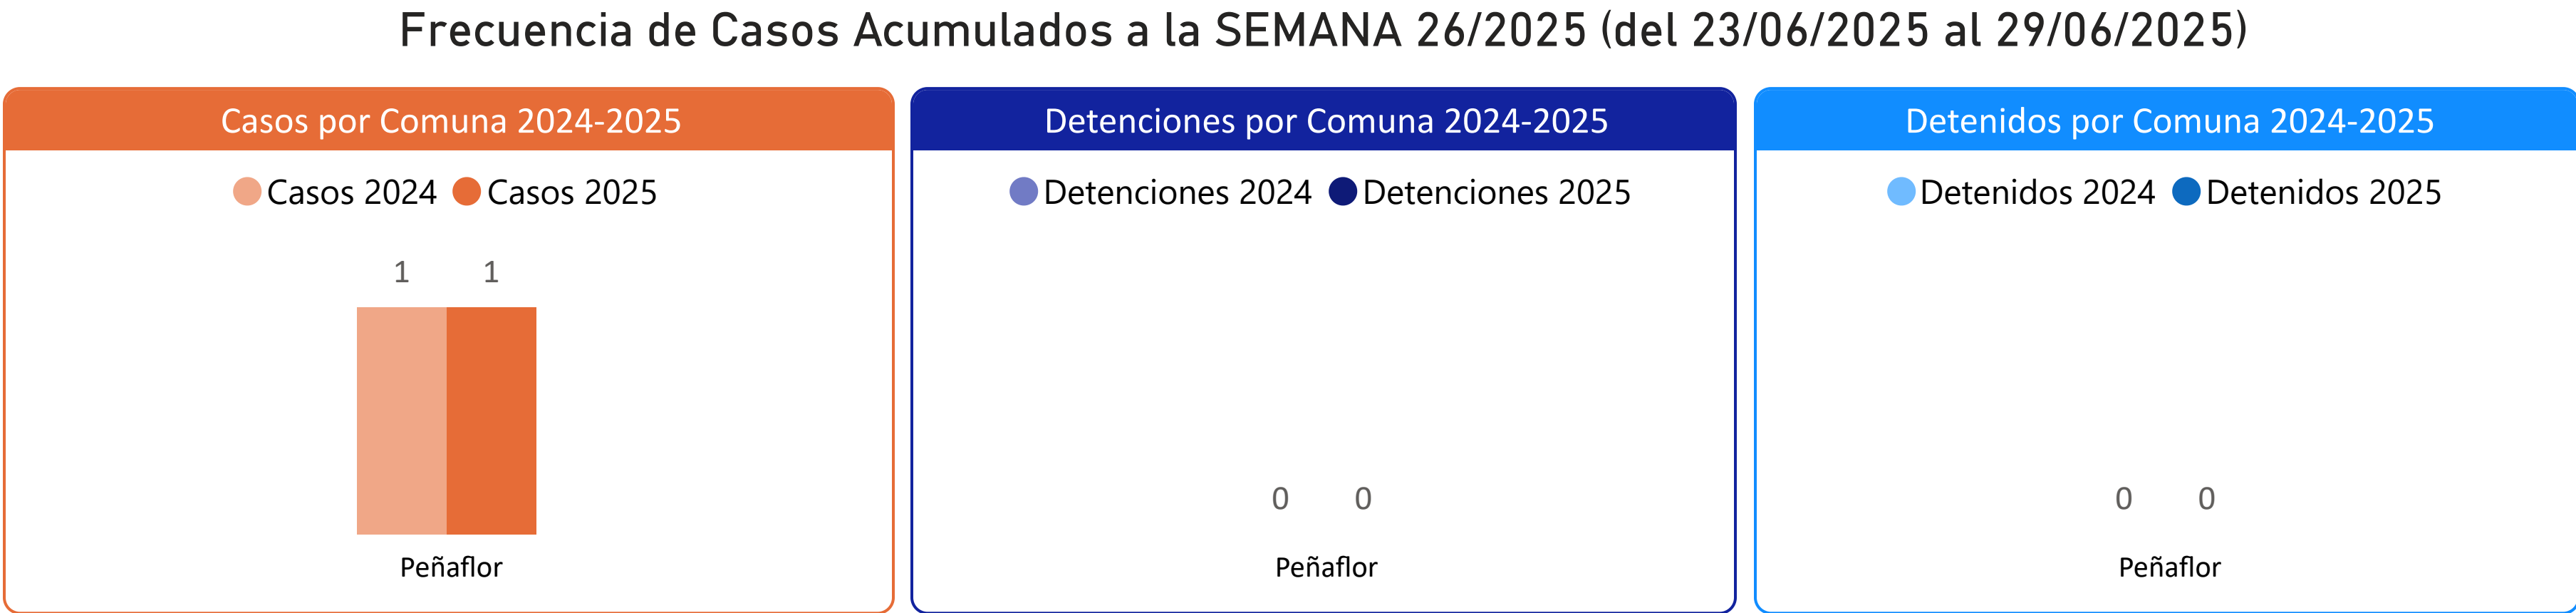 Frecuencia de Casos Acumulados a la SEMANA 26/2025 (del 23/06/2025 al 29/06/2025)
Casos por Comuna 2024-2025
Casos 2024 Casos 2025
1 1
Peñaflor
Detenciones por Comuna 2024-2025
Detenciones 2024 Detenciones 2025
0 0
Peñaflor
Detenidos por Comuna 2024-2025
Detenidos 2024 Detenidos 2025
0 0
Peñaflor